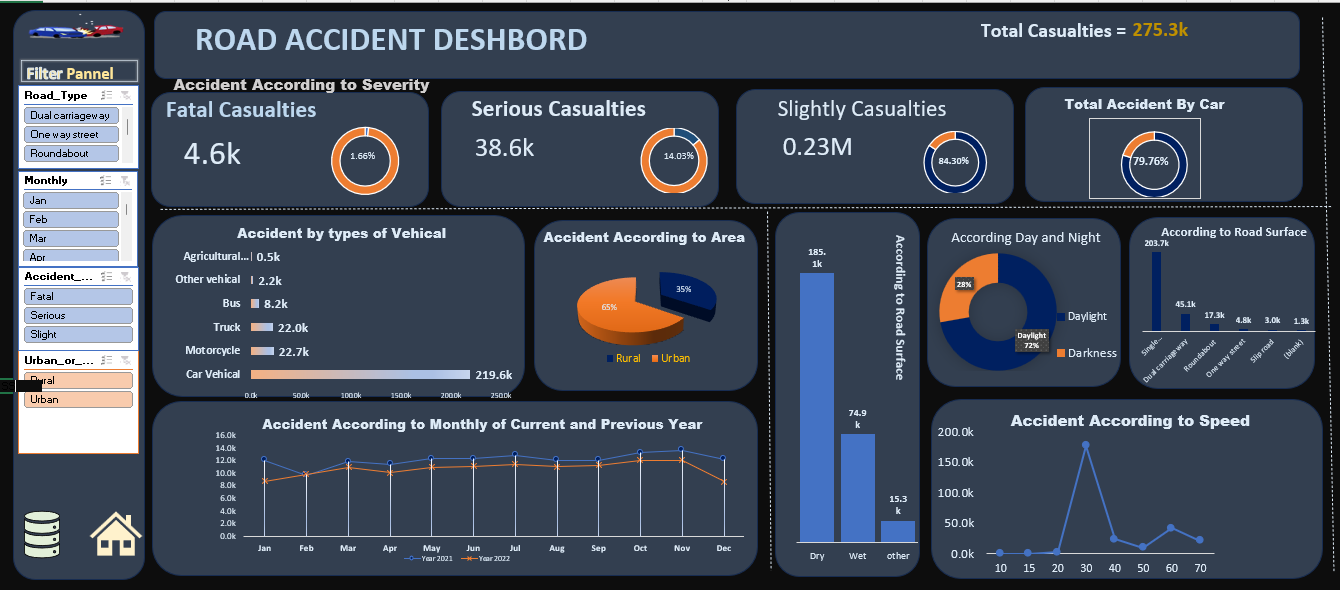 ROAD ACCIDENT DESHBORD
Total Casualties = 275.3k
Filter Pannel
Road_Type
Dual carriageway
One way street
Roundabout
Monthly
Jan
Feb
Mar
Apr
Accident_...
Fatal
Serious
Slight
Urban_or_...
Rural
Urban
Accident According to Severity
Fatal Casualties
4.6k
1.66%
Serious Casualties
38.6k
14.03%
Slightly Casualties
0.23M
84.30%
Total Accident By Car
79.76%
Accident by types of Vehical
Agricultural... 0.5k
Other vehical 2.2k
Bus 8.2k
Truck 22.0k
Motorcycle 22.7k
Car Vehical 219.6k
0.0k 50.0k 100.0k 150.0k 200.0k 250.0k
Accident According to Area
35%
65%
Rural Urban
According to Road Surface
185.
1k
74.9
k
15.3
k
Dry Wet other
According Day and Night
28%
Daylight
72%
Daylight
Darkness
According to Road Surface
203.7k
45.1k
17.3k
4.8k
3.0k
1.3k
Single...
Dual carriageway
Roundabout
One way street
Slip road
(blank)
Accident According to Monthly of Current and Previous Year
16.0k
14.0k
12.0k
10.0k
8.0k
6.0k
4.0k
2.0k
0.0k
Jan Feb Mar Apr May Jun Jul Aug Sep Oct Nov Dec
Year 2021 Year 2022
Accident According to Speed
200.0k
150.0k
100.0k
50.0k
0.0k
10 15 20 30 40 50 60 70